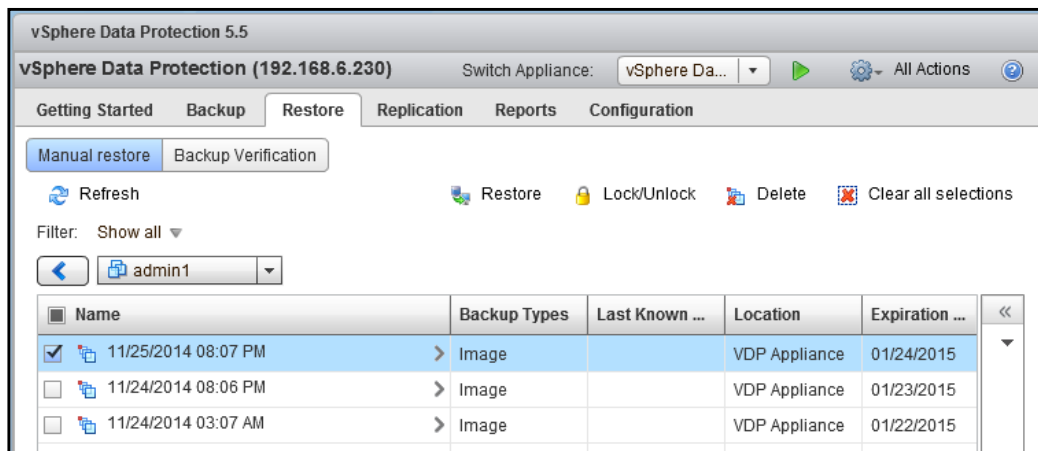 vSphere Data Protection 5.5
vSphere Data Protection (192.168.6.230) Switch Appliance: vSphere Da... All Actions
Getting Started Backup Restore Replication Reports Configuration
Manual restore Backup Verification
Refresh Restore Lock/Unlock Delete Clear all selections
Filter: Show all
admin1
Name Backup Types Last Known ... Location Expiration ...
11/25/2014 08:07 PM Image VDP Appliance 01/24/2015
11/24/2014 08:06 PM Image VDP Appliance 01/23/2015
11/24/2014 03:07 AM Image VDP Appliance 01/22/2015